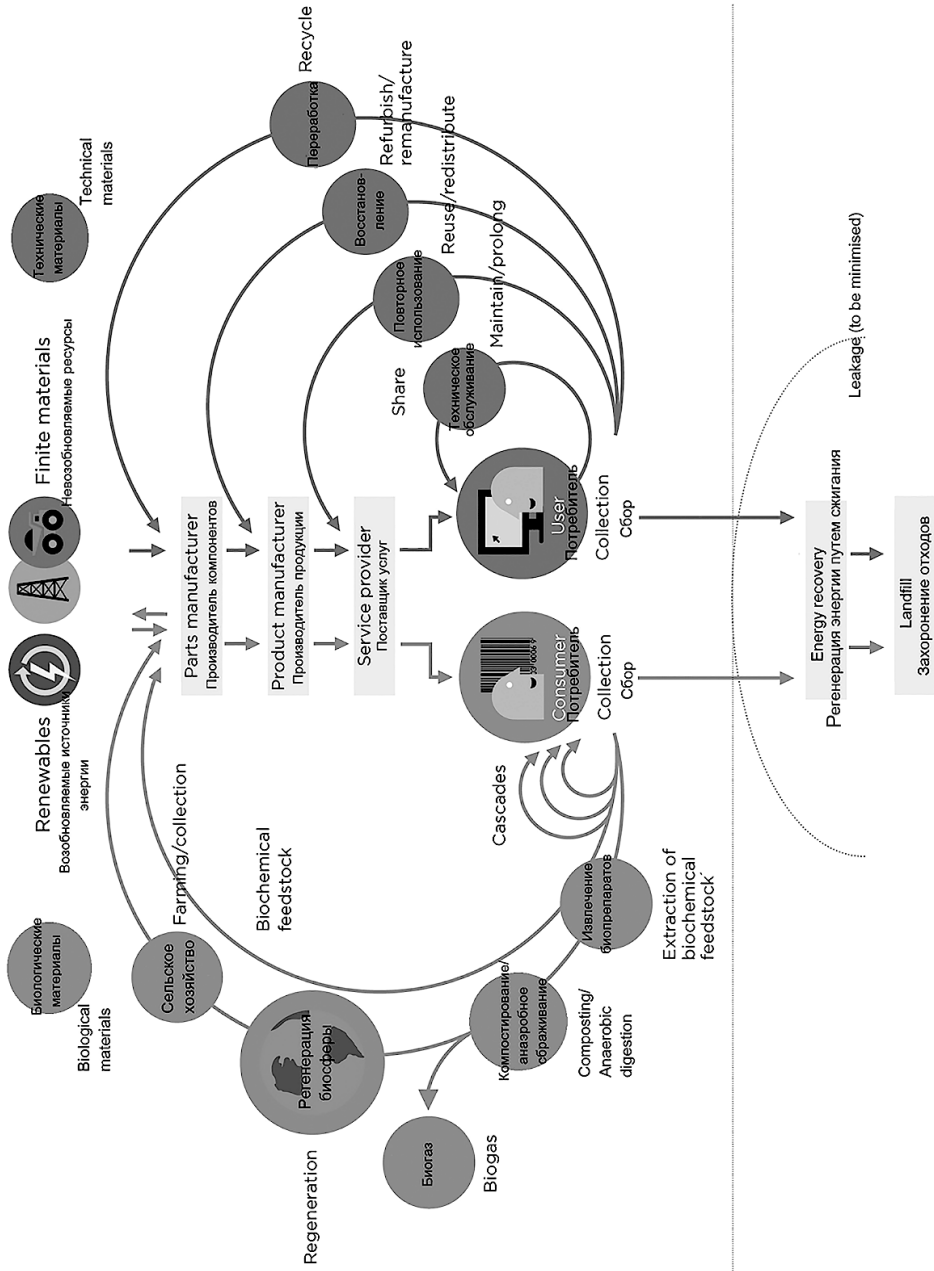 Renewables
Возобновляемые источники
энергии
Finite materials
Невозобновляемые ресурсы
Биологические
материалы
Biological
materials
Технические
материалы
Technical
materials
Сельское
хозяйство
Farming/collection
Biochemical
feedstock
Регенерация
биосферы
Regeneration
Биогаз
Biogas
Компостирование/
анаэробное
сбраживание
Composting/
Anaerobic
digestion
Извлечение
биопрепаратов
Extraction of
biochemical
feedstock
Cascades
Parts manufacturer
Производитель компонентов
Product manufacturer
Производитель продукции
Service provider
Поставщик услуг
Consumer
Потребитель
Collection
Сбор
User
Потребитель
Collection
Сбор
Share
Техническое
обслуживание
Maintain/prolong
Повторное
использование
Reuse/redistribute
Восстанов-
ление
Refurbish/
remanufacture
Переработка
Recycle
Leakage (to be minimised)
Energy recovery
Регенерация энергии путем сжигания
Landfill
Захоронение отходов